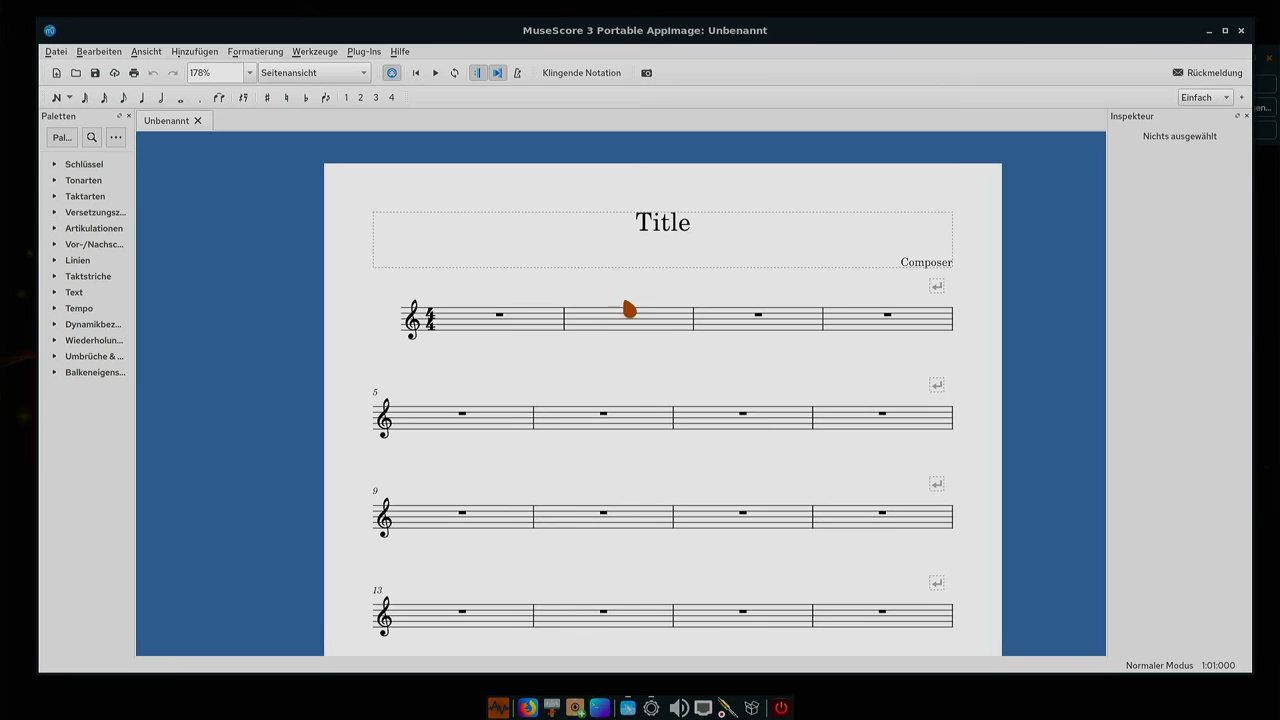 MuseScore 3 Portable AppImage: Unbenannt
Datei Bearbeiten Ansicht Hinzufügen Formatierung Werkzeuge Plug-Ins Hilfe
178% Seitenansicht Klingende Notation Rückmeldung
1 2 3 4 Einfach +
Paletten
Unbenannt
Inspekteur
Pal...
Nichts ausgewählt
Schlüssel
Tonarten
Taktarten
Versetzungsz...
Artikulationen
Vor-/Nachsc...
Linien
Taktstriche
Text
Tempo
Dynamikbez...
Wiederholun...
Umbrüche & ...
Balkeneigens...
Title
Composer
4
4
5
9
13
Normaler Modus 1:01:000